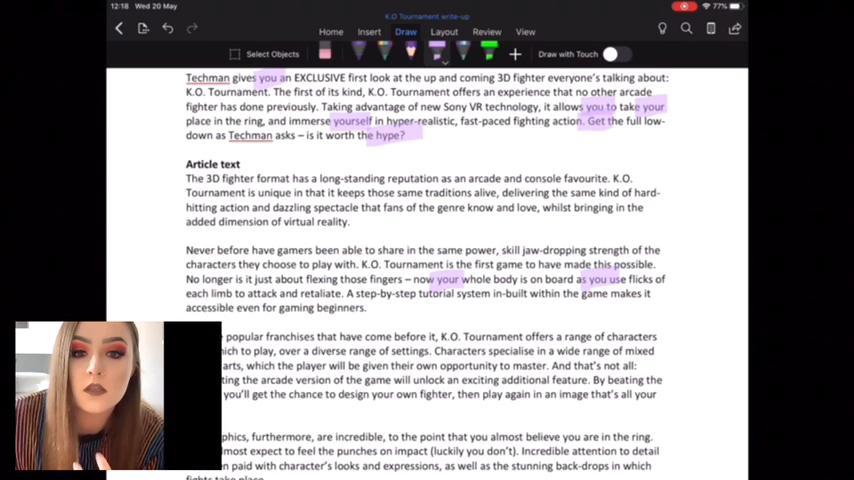 12:18 Wed 20 May
77%
K.O Tournament write-up
Home Insert Draw Layout Review View
Select Objects
Draw with Touch
Techman gives you an EXCLUSIVE first look at the up and coming 3D fighter everyone's talking about:
K.O. Tournament. The first of its kind, K.O. Tournament offers an experience that no other arcade
fighter has done previously. Taking advantage of new Sony VR technology, it allows you to take your
place in the ring, and immerse yourself in hyper-realistic, fast-paced fighting action. Get the full low-
down as Techman asks – is it worth the hype?
Article text
The 3D fighter format has a long-standing reputation as an arcade and console favourite. K.O.
Tournament is unique in that it keeps those same traditions alive, delivering the same kind of hard-
hitting action and dazzling spectacle that fans of the genre know and love, whilst bringing in the
added dimension of virtual reality.
Never before have gamers been able to share in the same power, skill jaw-dropping strength of the
characters they choose to play with. K.O. Tournament is the first game to have made this possible.
No longer is it just about flexing those fingers – now your whole body is on board as you use flicks of
each limb to attack and retaliate. A step-by-step tutorial system in-built within the game makes it
accessible even for gaming beginners.
popular franchises that have come before it, K.O. Tournament offers a range of characters
which to play, over a diverse range of settings. Characters specialise in a wide range of mixed
arts, which the player will be given their own opportunity to master. And that's not all:
ting the arcade version of the game will unlock an exciting additional feature. By beating the
you'll get the chance to design your own fighter, then play again in an image that's all your
phics, furthermore, are incredible, to the point that you almost believe you are in the ring.
lmost expect to feel the punches on impact (luckily you don't). Incredible attention to detail
en paid with character's looks and expressions, as well as the stunning back-drops in which
fights take place.